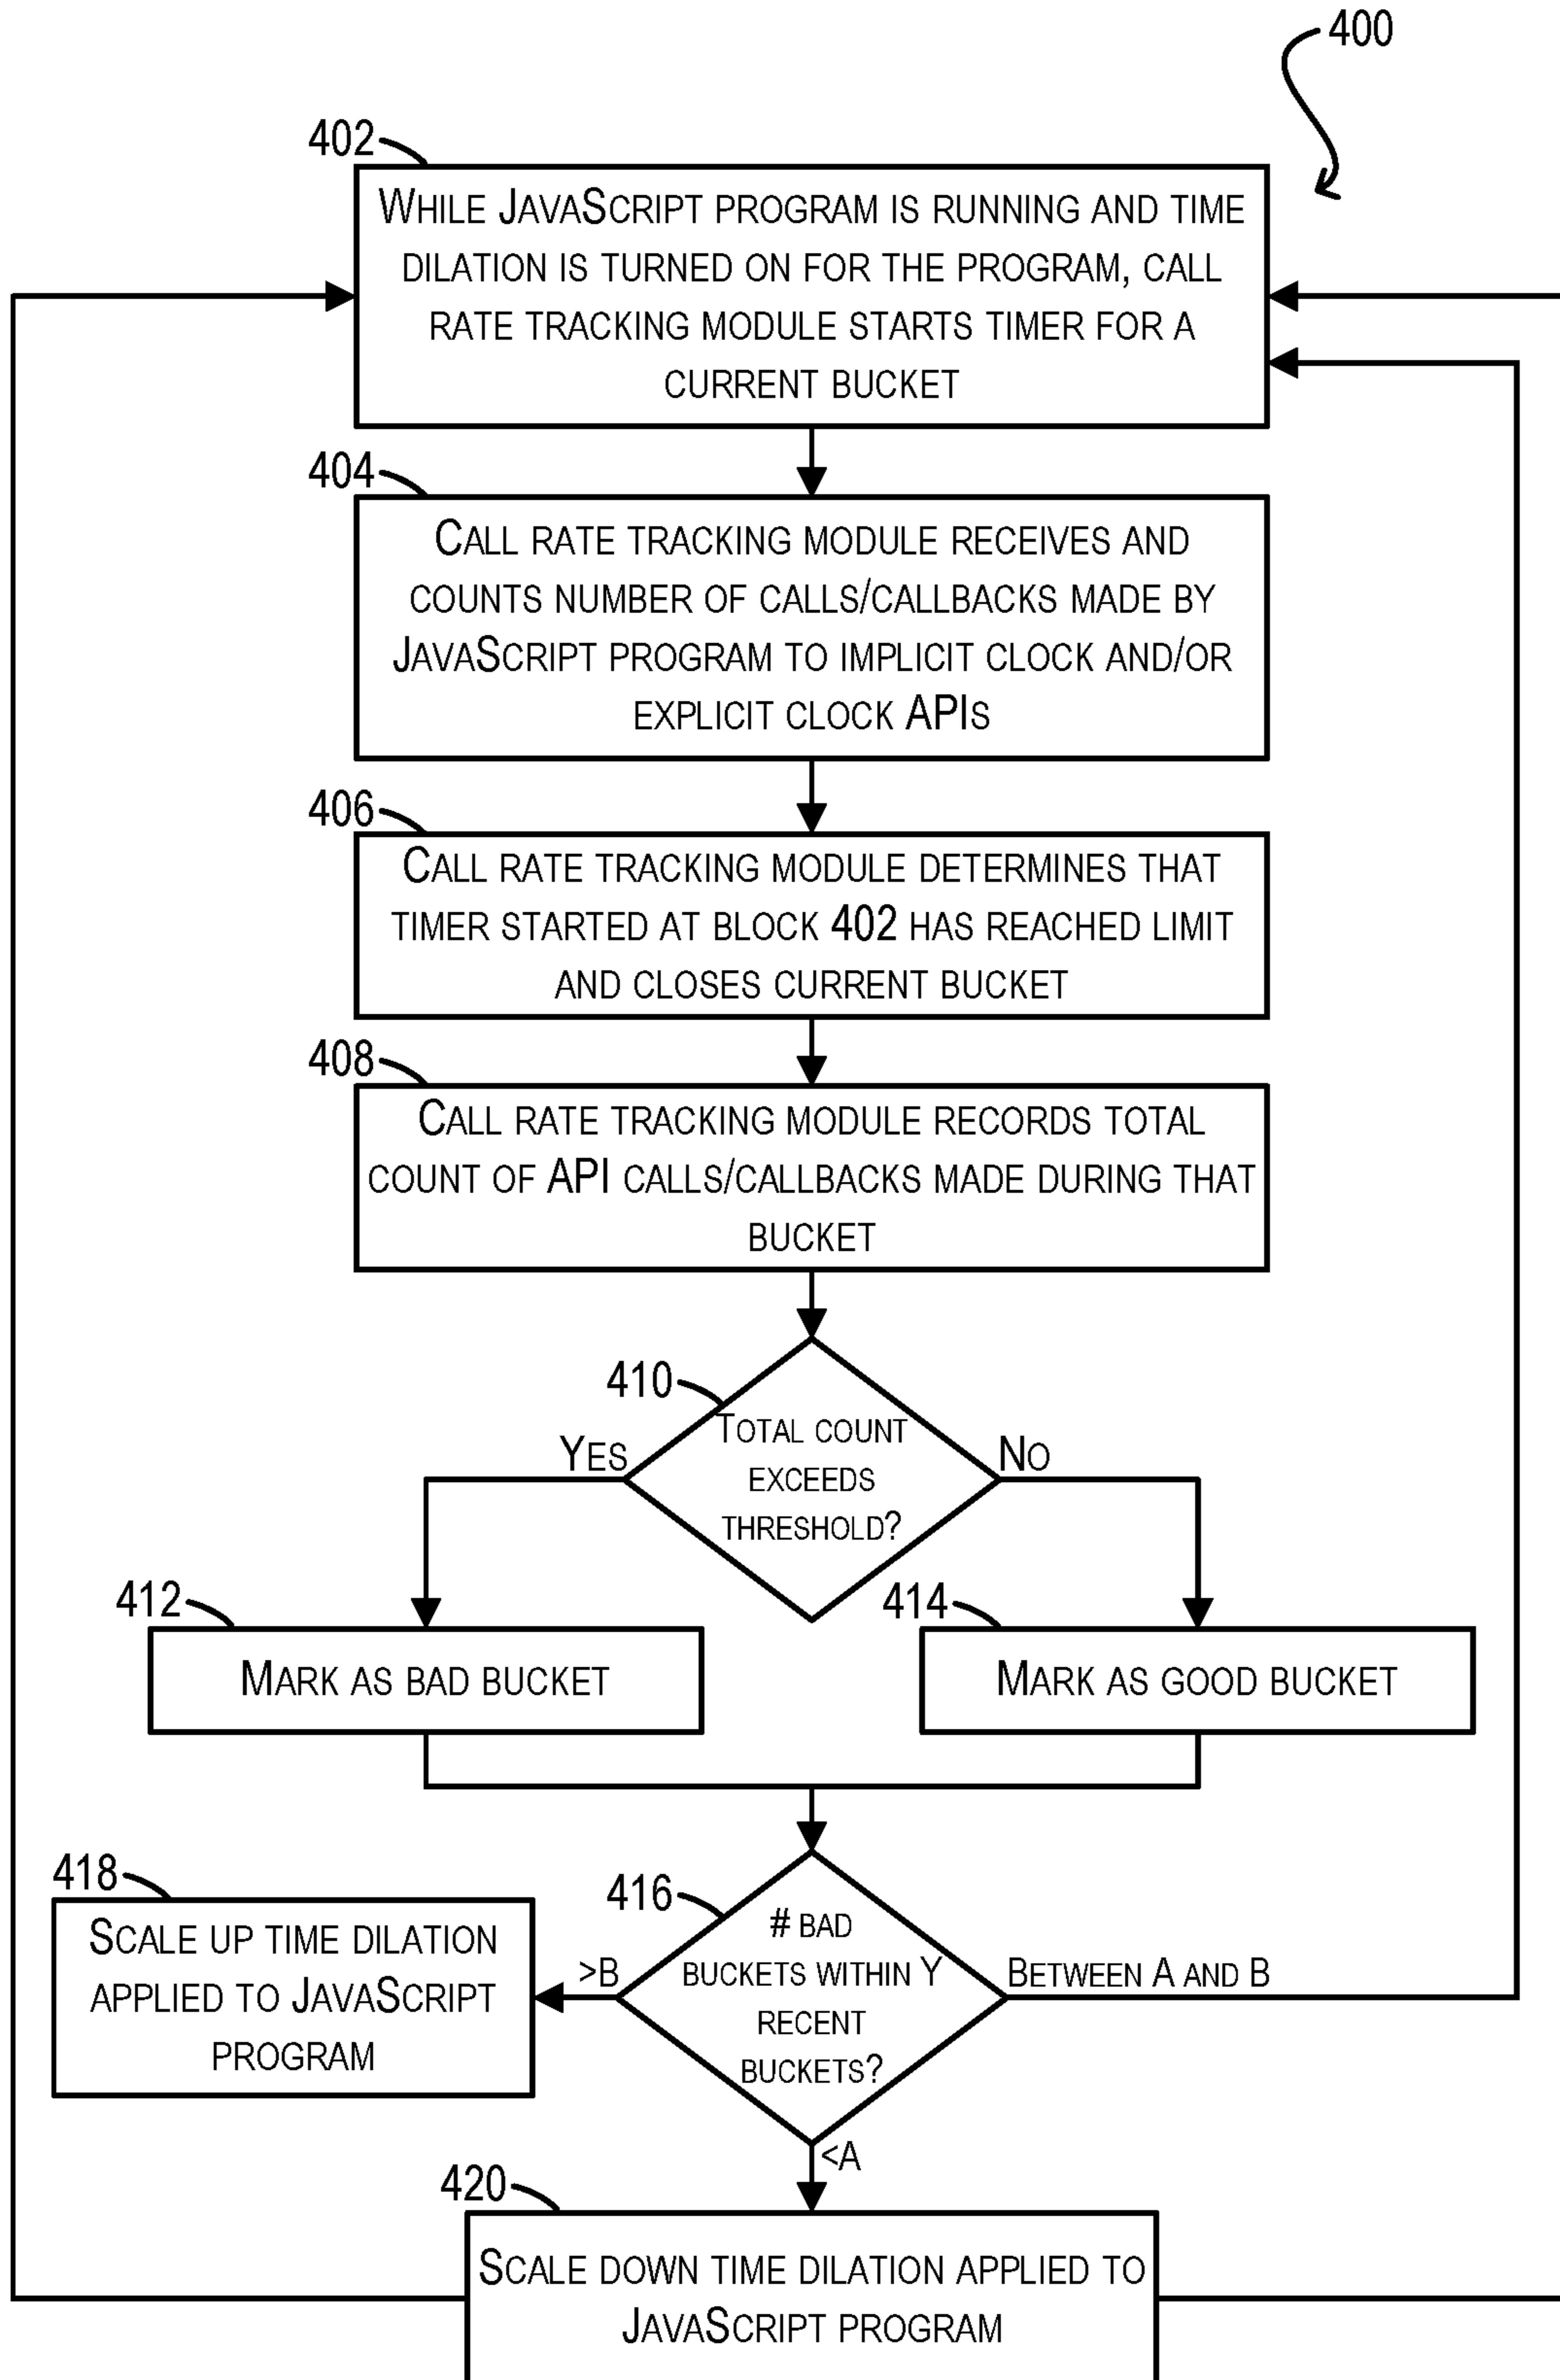 400
402
While JavaScript program is running and time
dilation is turned on for the program, call
rate tracking module starts timer for a
current bucket
404
Call rate tracking module receives and
counts number of calls/callbacks made by
JavaScript program to implicit clock and/or
explicit clock APIs
406
Call rate tracking module determines that
timer started at block 402 has reached limit
and closes current bucket
408
Call rate tracking module records total
count of API calls/callbacks made during that
bucket
410
Total count
exceeds
threshold?
Yes
No
412
Mark as bad bucket
414
Mark as good bucket
416
# bad
buckets within Y
recent
buckets?
>B
Between A and B
<A
418
Scale up time dilation
applied to JavaScript
program
420
Scale down time dilation applied to
JavaScript program